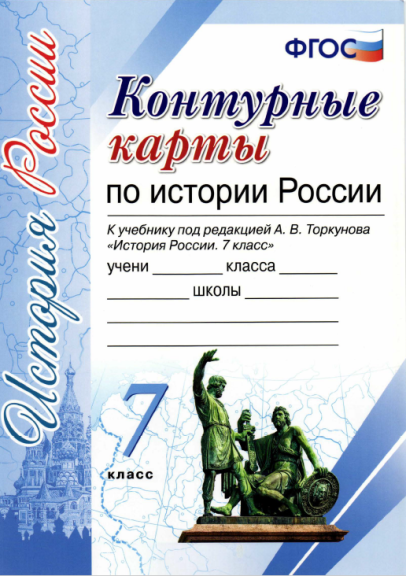 ФГОС
История России
Контурные
карты
по истории России
К учебнику под редакцией А. В. Торкунова
«История России. 7 класс»
учени ________ класса _______
_________ школы ___________
7
класс